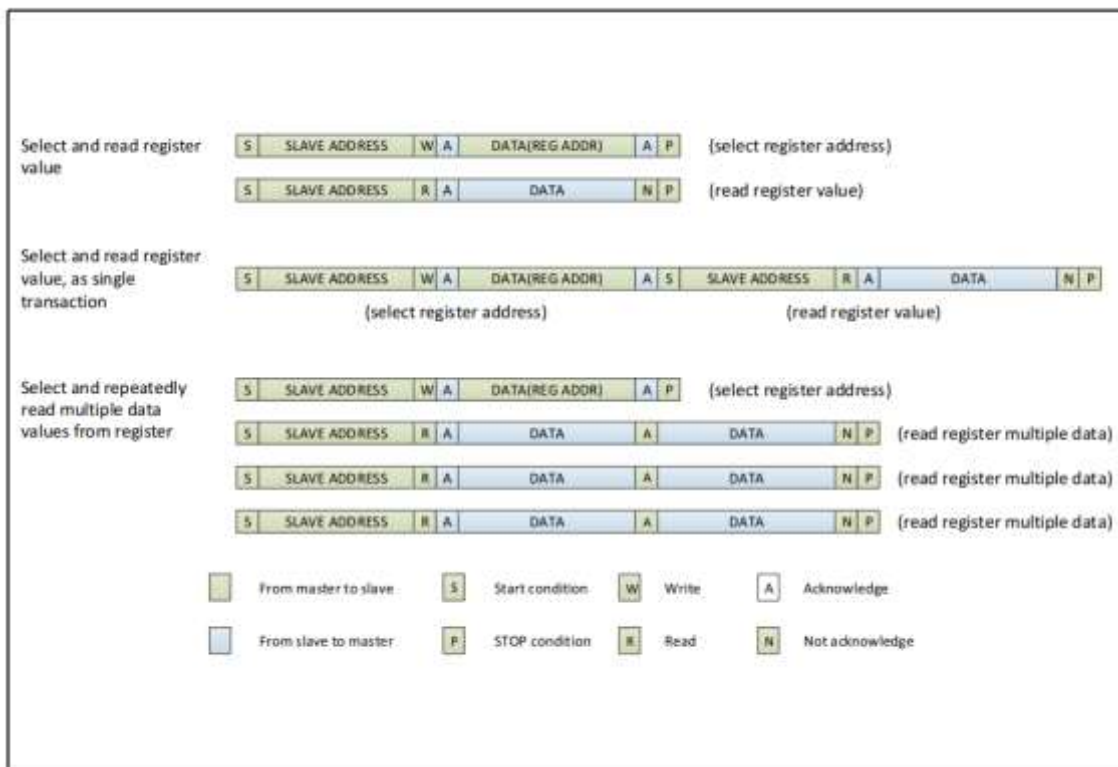 Select and read register
value
S SLAVE ADDRESS W A DATA(REG ADDR) A P (select register address)
S SLAVE ADDRESS R A DATA N P (read register value)
Select and read register
value, as single
transaction
S SLAVE ADDRESS W A DATA(REG ADDR) A S SLAVE ADDRESS R A DATA N P
(select register address) (read register value)
Select and repeatedly
read multiple data
values from register
S SLAVE ADDRESS W A DATA(REG ADDR) A P (select register address)
S SLAVE ADDRESS R A DATA A DATA N P (read register multiple data)
S SLAVE ADDRESS R A DATA A DATA N P (read register multiple data)
S SLAVE ADDRESS R A DATA A DATA N P (read register multiple data)
From master to slave S Start condition W Write A Acknowledge
From slave to master P STOP condition R Read N Not acknowledge